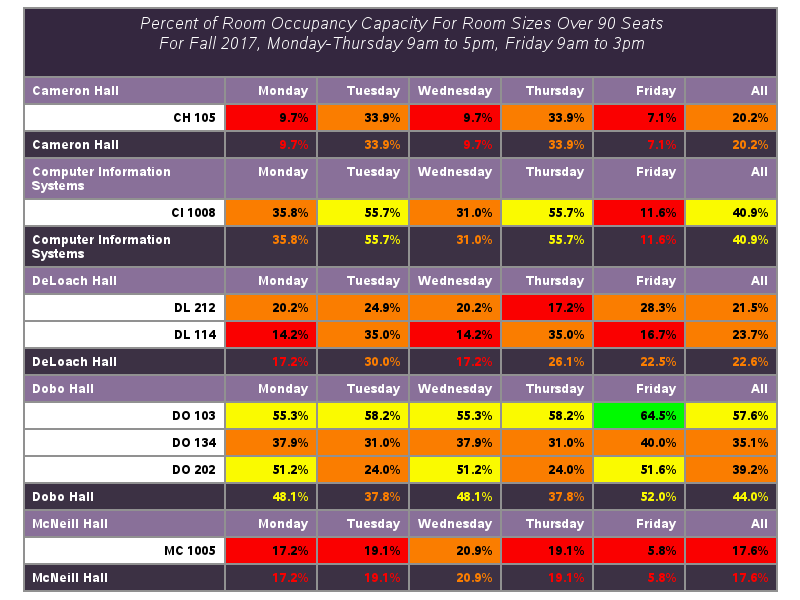 Percent of Room Occupancy Capacity For Room Sizes Over 90 Seats
For Fall 2017, Monday-Thursday 9am to 5pm, Friday 9am to 3pm
Cameron Hall Monday Tuesday Wednesday Thursday Friday All
CH 105 9.7% 33.9% 9.7% 33.9% 7.1% 20.2%
Cameron Hall 9.7% 33.9% 9.7% 33.9% 7.1% 20.2%
Computer Information Monday Tuesday Wednesday Thursday Friday All
Systems
CI 1008 35.8% 55.7% 31.0% 55.7% 11.6% 40.9%
Computer Information 35.8% 55.7% 31.0% 55.7% 11.6% 40.9%
Systems
DeLoach Hall Monday Tuesday Wednesday Thursday Friday All
DL 212 20.2% 24.9% 20.2% 17.2% 28.3% 21.5%
DL 114 14.2% 35.0% 14.2% 35.0% 16.7% 23.7%
DeLoach Hall 17.2% 30.0% 17.2% 26.1% 22.5% 22.6%
Dobo Hall Monday Tuesday Wednesday Thursday Friday All
DO 103 55.3% 58.2% 55.3% 58.2% 64.5% 57.6%
DO 134 37.9% 31.0% 37.9% 31.0% 40.0% 35.1%
DO 202 51.2% 24.0% 51.2% 24.0% 51.6% 39.2%
Dobo Hall 48.1% 37.8% 48.1% 37.8% 52.0% 44.0%
McNeill Hall Monday Tuesday Wednesday Thursday Friday All
MC 1005 17.2% 19.1% 20.9% 19.1% 5.8% 17.6%
McNeill Hall 17.2% 19.1% 20.9% 19.1% 5.8% 17.6%